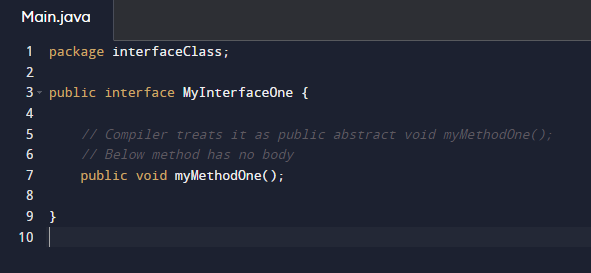 Main.java
1 package interfaceClass;
2
3 public interface MyInterfaceOne {
4
5 // Compiler treats it as public abstract void myMethodOne();
6 // Below method has no body
7 public void myMethodOne();
8
9 }
10